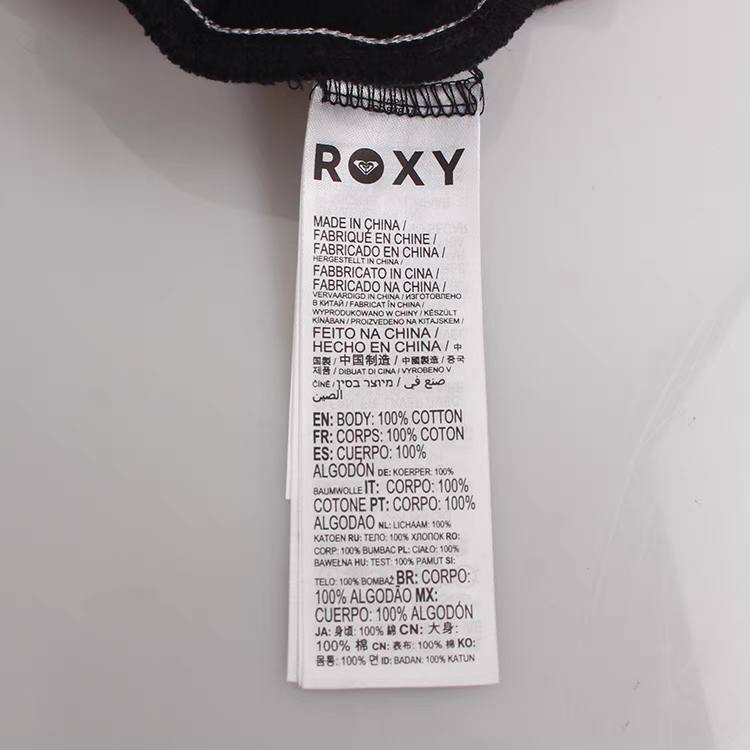 ROXY
MADE IN CHINA /
FABRIQUÉ EN CHINE /
FABRICADO EN CHINA /
HERGESTELLT IN CHINA /
FABBRICATO IN CINA /
FABRICADO NA CHINA /
VERVAARDIGD IN CHINA / ИЗГОТОВЛЕНО
В КИТАЙ / FABRICAT ÎN CHINA /
WYPRODUKOWANO W CHINY / KÉSZÜLT
KÍNÁBAN / PROIZVEDENO NA KITAJSKEM /
FEITO NA CHINA /
HECHO EN CHINA / 中
国製 / 中国制造 / 中國製造 / 중국
제품 / DIBUAT DI CINA / VYROBENO V
ČÍNĚ / מיוצר בסין / صنع في
الصين
EN: BODY: 100% COTTON
FR: CORPS: 100% COTON
ES: CUERPO: 100%
ALGODÓN DE: KOERPER: 100%
BAUMWOLLE IT: CORPO: 100%
COTONE PT: CORPO: 100%
ALGODAO NL: LICHAAM: 100%
KATOEN RU: ТЕЛО: 100% ХЛОПОК RO:
CORP: 100% BUMBAC PL: CIAŁO: 100%
BAWEŁNA HU: TEST: 100% PAMUT SI:
TELO: 100% BOMBAŽ BR: CORPO:
100% ALGODÃO MX:
CUERPO: 100% ALGODÓN
JA: 身頃: 100% 綿 CN: 大身:
100% 棉 CN: 表布: 100% 棉 KO:
몸통: 100% 면 ID: BADAN: 100% KATUN